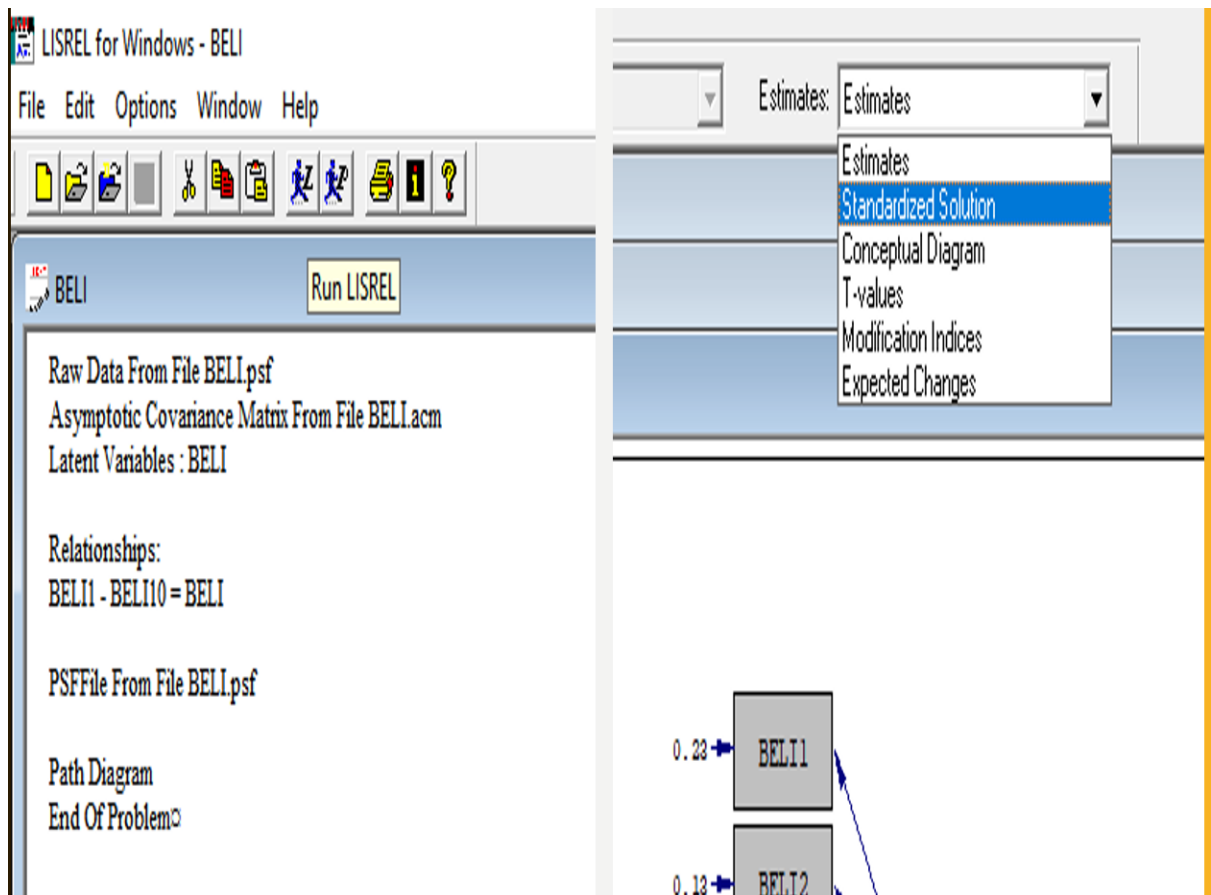 LISREL for Windows - BELI
File Edit Options Window Help
BELI
Run LISREL
Raw Data From File BELI.psf
Asymptotic Covariance Matrix From File BELI.acm
Latent Variables : BELI
Relationships:
BELI1 - BELI10 = BELI
PSFFile From File BELI.psf
Path Diagram
End Of Problem¤
Estimates: Estimates
Estimates
Standardized Solution
Conceptual Diagram
T-values
Modification Indices
Expected Changes
0.23 BELI1
0.13 BELI2